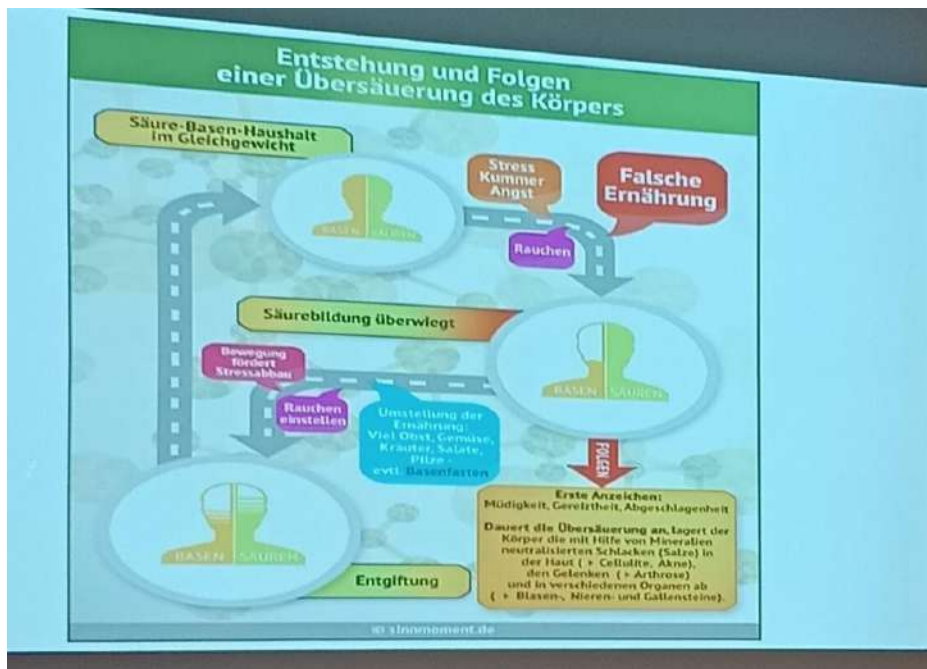 Entstehung und Folgen
einer Übersäuerung des Körpers
Säure-Basen-Haushalt
im Gleichgewicht
Stress
Kummer
Angst
Falsche
Ernährung
Rauchen
BASEN SÄUREN
Säurebildung überwiegt
BASEN SÄUREN
Bewegung
fördert
Stressabbau
Rauchen
einstellen
Umstellung der
Ernährung:
Viel Obst, Gemüse,
Kräuter, Salate,
Pilze -
evtl. Basenfasten
FOLGEN
BASEN SÄUREN
Entgiftung
Erste Anzeichen:
Müdigkeit, Gereiztheit, Abgeschlagenheit
Dauert die Übersäuerung an, lagert der
Körper die mit Hilfe von Mineralien
neutralisierten Schlacken (Salze) in
der Haut (▸ Cellulite, Akne),
den Gelenken (▸ Arthrose)
und in verschiedenen Organen ab
(▸ Blasen-, Nieren- und Gallensteine).
© sinnmoment.de